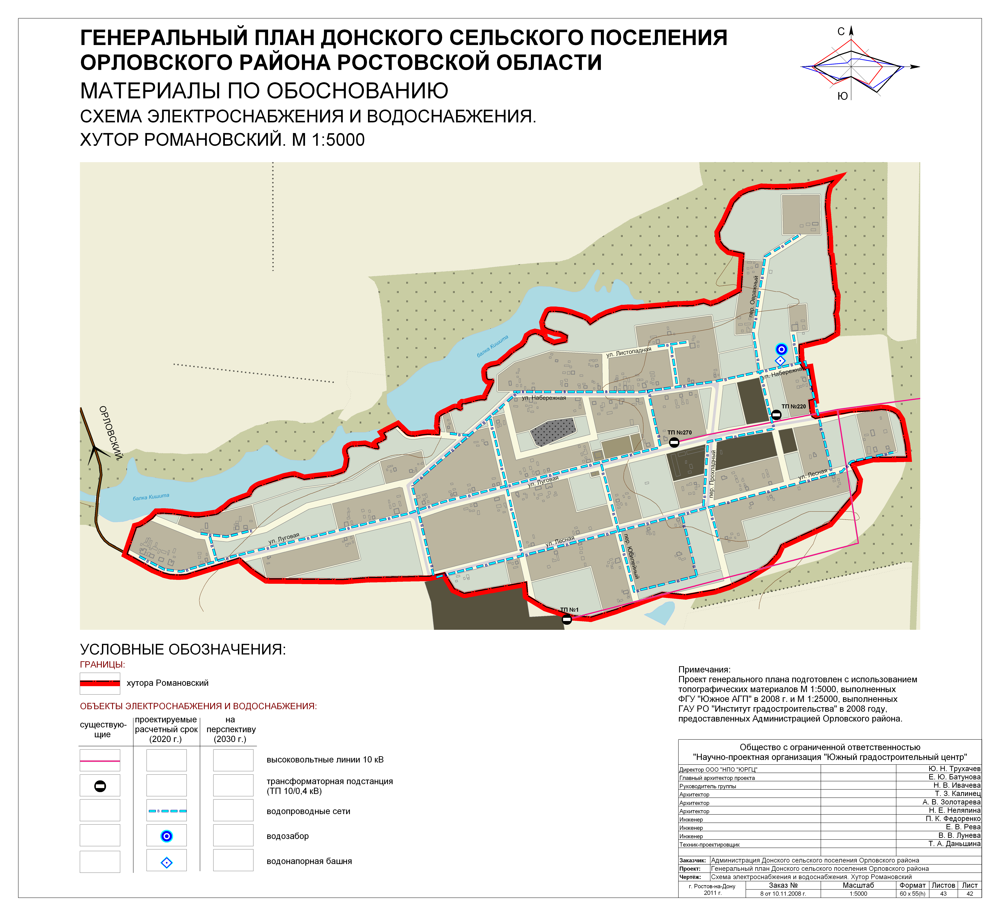 ГЕНЕРАЛЬНЫЙ ПЛАН ДОНСКОГО СЕЛЬСКОГО ПОСЕЛЕНИЯ
ОРЛОВСКОГО РАЙОНА РОСТОВСКОЙ ОБЛАСТИ
МАТЕРИАЛЫ ПО ОБОСНОВАНИЮ
СХЕМА ЭЛЕКТРОСНАБЖЕНИЯ И ВОДОСНАБЖЕНИЯ.
ХУТОР РОМАНОВСКИЙ. М 1:5000
С
Ю
пер. Овражный
балка Кишита
ул. Листопадная
ул. Набережная
ул. Набережна
ТП №220
ОРЛОВСКИЙ
ТП №270
пер. Прохладный
ул. Лесная
ул. Луговая
балка Кишита
ул. Луговая
ул. Лесная
пер. Юбилейный
ТП №1
УСЛОВНЫЕ ОБОЗНАЧЕНИЯ:
ГРАНИЦЫ:
хутора Романовский
ОБЪЕКТЫ ЭЛЕКТРОСНАБЖЕНИЯ И ВОДОСНАБЖЕНИЯ:
существую-
щие
проектируемые
расчетный срок
(2020 г.)
на
перспективу
(2030 г.)
высоковольтные линии 10 кВ
трансформаторная подстанция
(ТП 10/0,4 кВ)
В
водопроводные сети
водозабор
водонапорная башня
Примечания:
Проект генерального плана подготовлен с использованием
топографических материалов М 1:5000, выполненных
ФГУ "Южное АГП" в 2008 г. и М 1:25000, выполненных
ГАУ РО "Институт градостроительства" в 2008 году,
предоставленных Администрацией Орловского района.
Общество с ограниченной ответственностью
"Научно-проектная организация "Южный градостроительный центр"
Директор ООО "НПО "ЮРГЦ" Ю. Н. Трухачев
Главный архитектор проекта Е. Ю. Батунова
Руководитель группы Н. В. Ивачева
Архитектор Т. З. Калинец
Архитектор А. В. Золотарева
Архитектор Н. Е. Неляпина
Инженер П. К. Федоренко
Инженер Е. В. Рева
Инженер В. В. Лунева
Техник-проектировщик Т. А. Даньшина
Заказчик: Администрация Донского сельского поселения Орловского района
Проект: Генеральный план Донского сельского поселения Орловского района
Чертёж: Схема электроснабжения и водоснабжения. Хутор Романовский
г. Ростов-на-Дону
2011 г.
Заказ № Масштаб Формат Листов Лист
8 от 10.11.2008 г. 1:5000 60 x 55(h) 43 42